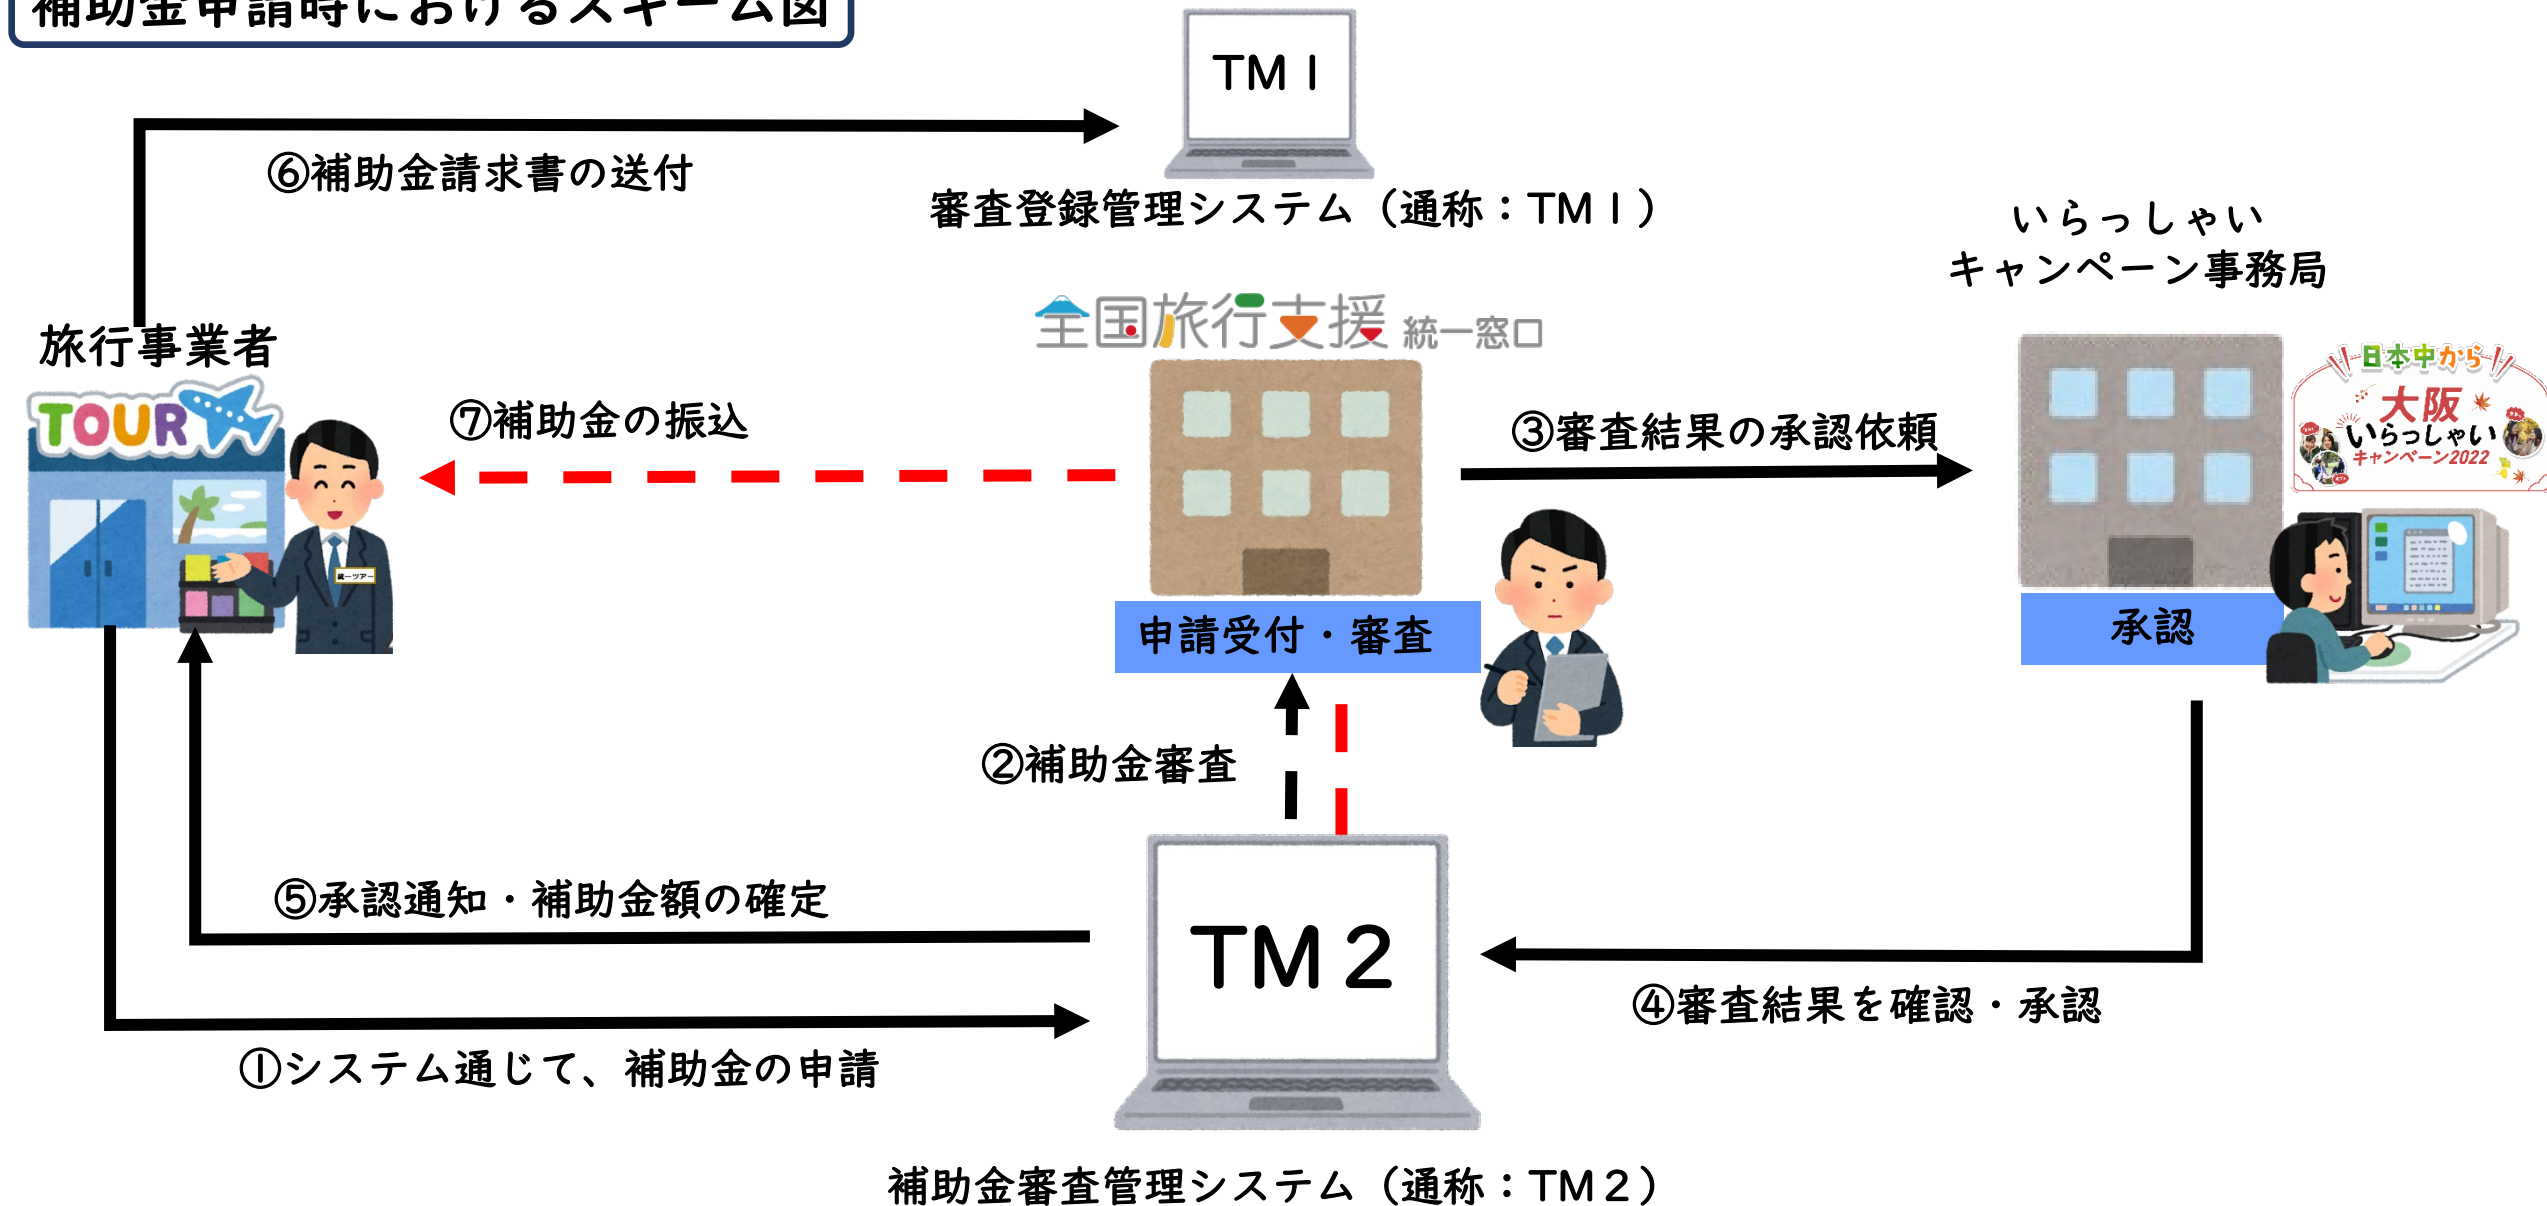 補助金申請時におけるスキーム図
TM1
⑥補助金請求書の送付
審査登録管理システム（通称：TM1）
いらっしゃい
キャンペーン事務局
全国旅行支援 統一窓口
旅行事業者
TOUR
統一ツアー
⑦補助金の振込
③審査結果の承認依頼
日本中から
大阪
いらっしゃい
キャンペーン2022
申請受付・審査
承認
②補助金審査
⑤承認通知・補助金額の確定
TM2
④審査結果を確認・承認
①システム通じて、補助金の申請
補助金審査管理システム（通称：TM2）